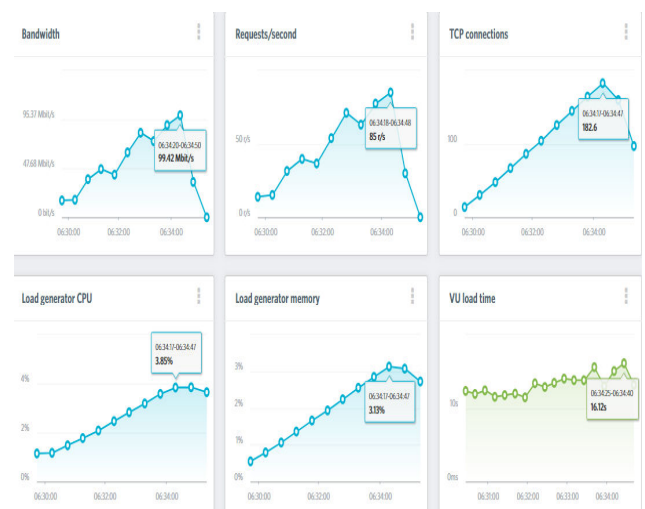 Bandwidth
95.37 Mbit/s
47.68 Mbit/s
0 bit/s
06:34:20-06:34:50
99.42 Mbit/s
06:30:00 06:32:00 06:34:00
Requests/second
50 r/s
0 r/s
06:34:18-06:34:48
85 r/s
06:30:00 06:32:00 06:34:00
TCP connections
100
0
06:34:17-06:34:47
182.6
06:30:00 06:32:00 06:34:00
Load generator CPU
06:34:17-06:34:47
3.85%
4%
2%
0%
06:30:00 06:32:00 06:34:00
Load generator memory
3%
2%
1%
0%
06:34:17-06:34:47
3.13%
06:30:00 06:32:00 06:34:00
VU load time
10s
0ms
06:34:25-06:34:40
16.12s
06:31:00 06:32:00 06:33:00 06:34:00